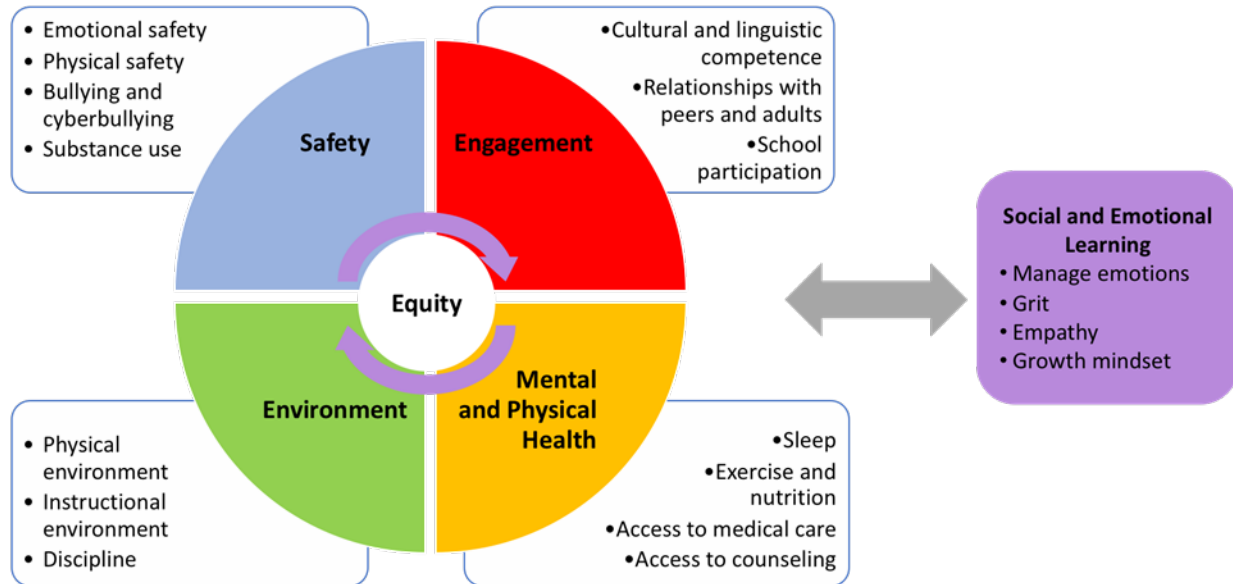 • Emotional safety
• Physical safety
• Bullying and
cyberbullying
• Substance use
•Cultural and linguistic
competence
•Relationships with
peers and adults
•School
participation
Safety
Engagement
Equity
Environment
Mental
and Physical
Health
• Physical
environment
• Instructional
environment
• Discipline
•Sleep
•Exercise and
nutrition
•Access to medical care
•Access to counseling
Social and Emotional
Learning
• Manage emotions
• Grit
• Empathy
• Growth mindset